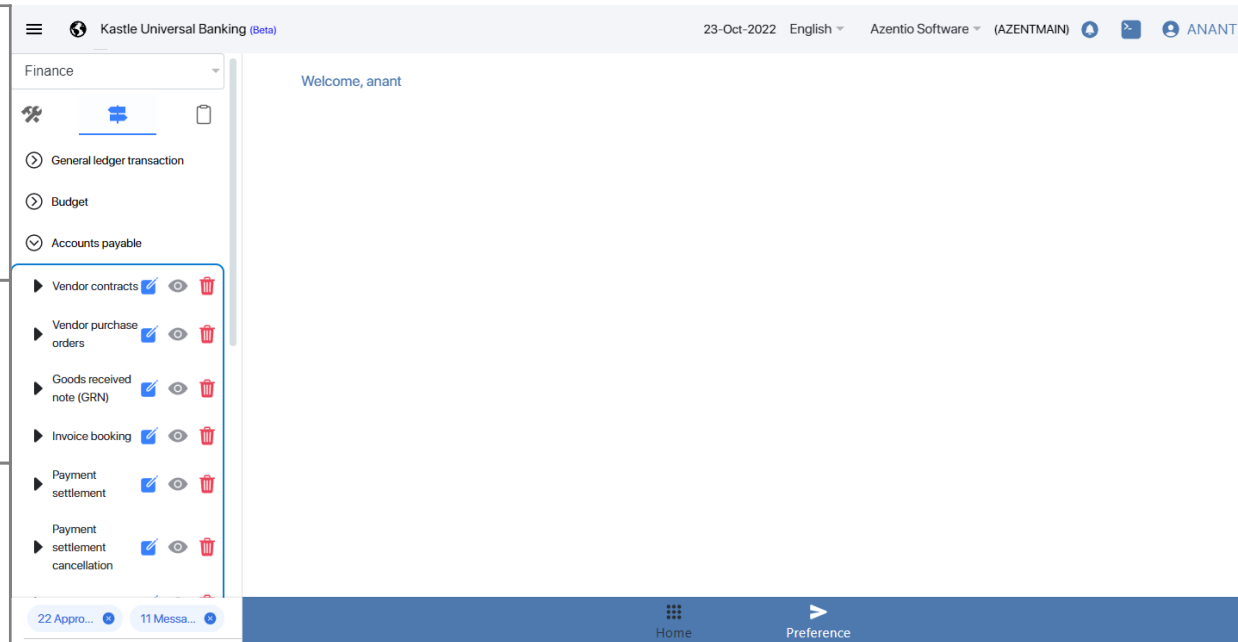 Kastle Universal Banking (Beta)
23-Oct-2022 English Azentio Software (AZENTMAIN) ANANT
Finance
Welcome, anant
General ledger transaction
Budget
Accounts payable
Vendor contracts
Vendor purchase
orders
Goods received
note (GRN)
Invoice booking
Payment
settlement
Payment
settlement
cancellation
22 Appro... 11 Messa...
Home Preference